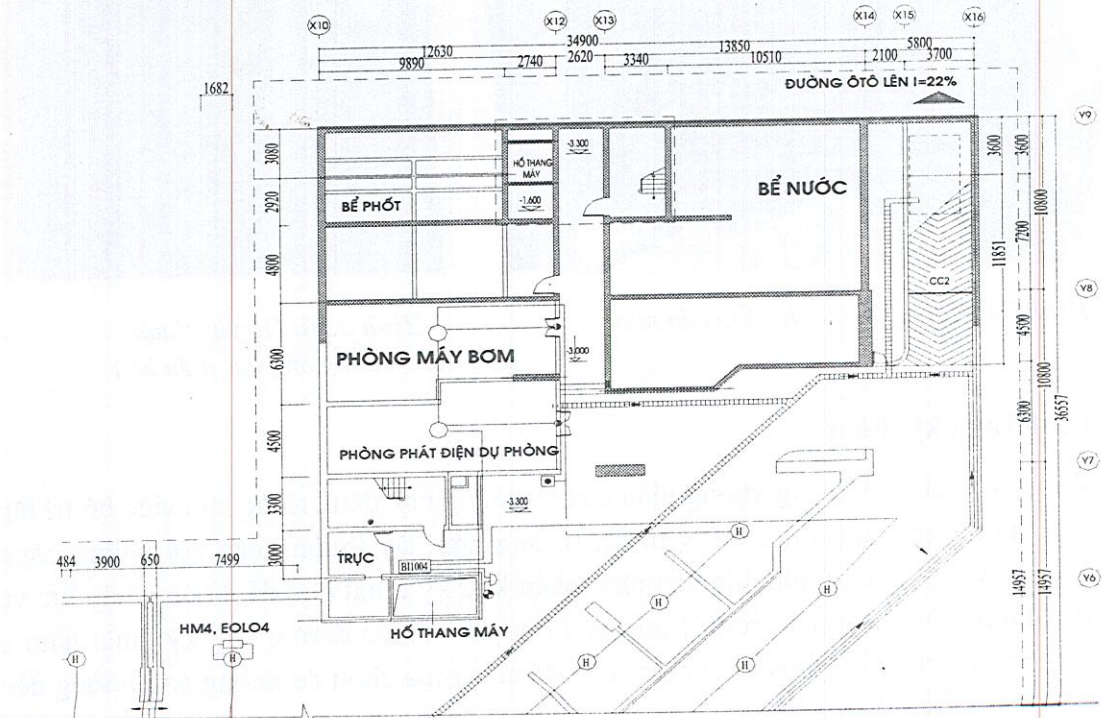 X10 X12 X13 X14 X15 X16
34900
12630 13850 5800
9890 2740 2620 3340 10510 2100 3700
ĐƯỜNG ÔTÔ LÊN I=22%
1682
Y9
3080
HỐ THANG
MÁY
-3.300
3600 3600
BỂ NƯỚC
2920
BỂ PHỐT
-1.600
10800
7200
11851
4800
CC2
Y8
4500
PHÒNG MÁY BƠM
-3.000
6300
10800
36557
6300
4500
PHÒNG PHÁT ĐIỆN DỰ PHÒNG
Y7
3300
-3.300
H H
TRỰC
3000
BI1004
484 3900 650 7499
14957 14957
Y6
H H
HM4, EOLO4
HỐ THANG MÁY
H H H H